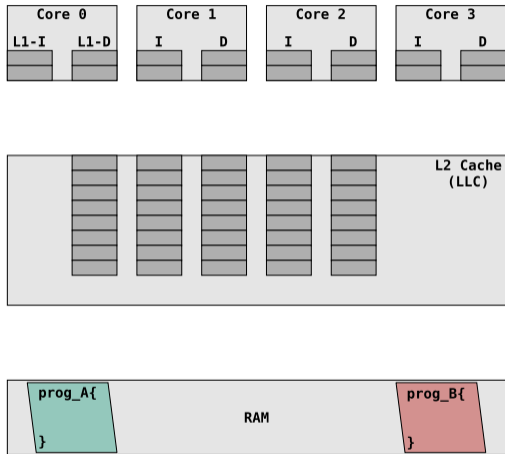 Core 0
Core 1
Core 2
Core 3
L1-I L1-D
I D
I D
I D
L2 Cache
(LLC)
prog_A{
}
RAM
prog_B{
}